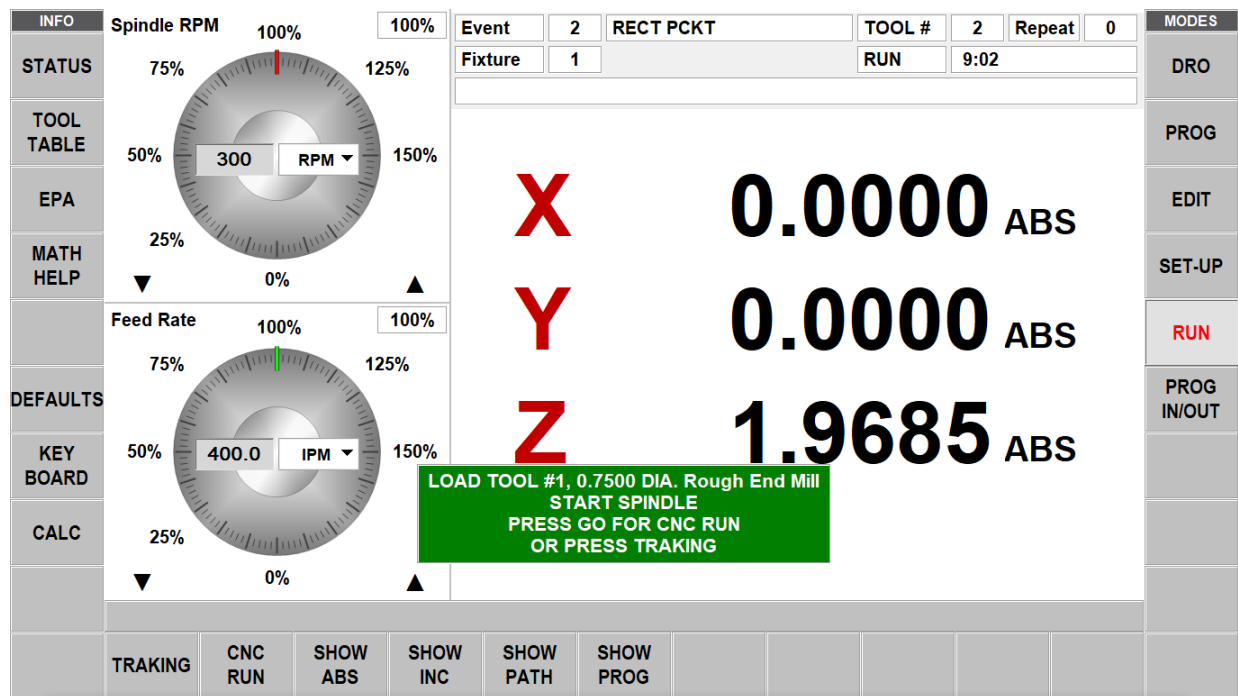 INFO
STATUS
TOOL
TABLE
EPA
MATH
HELP
DEFAULTS
KEY
BOARD
CALC
Spindle RPM
100%
100%
75%
125%
50%
300
RPM
150%
25%
0%
Feed Rate
100%
100%
75%
125%
50%
400.0
IPM
150%
25%
0%
Event 2 RECT PCKT TOOL # 2 Repeat 0
Fixture 1 RUN 9:02
X 0.0000 ABS
Y 0.0000 ABS
Z 1.9685 ABS
LOAD TOOL #1, 0.7500 DIA. Rough End Mill
START SPINDLE
PRESS GO FOR CNC RUN
OR PRESS TRAKING
MODES
DRO
PROG
EDIT
SET-UP
RUN
PROG
IN/OUT
TRAKING
CNC
RUN
SHOW
ABS
SHOW
INC
SHOW
PATH
SHOW
PROG